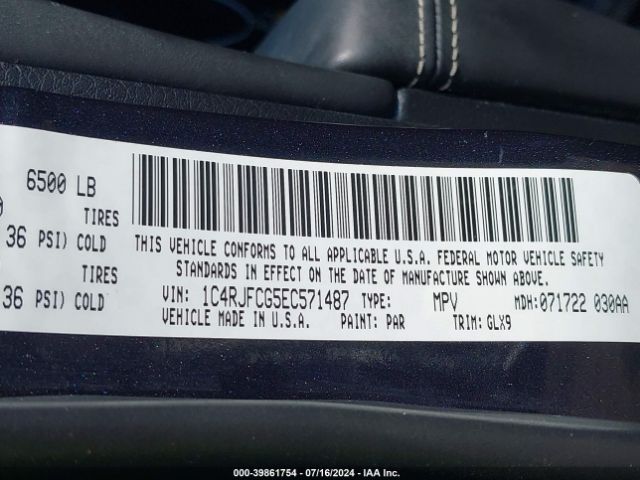 6500 LB
TIRES
36 PSI) COLD
TIRES
36 PSI) COLD
THIS VEHICLE CONFORMS TO ALL APPLICABLE U.S.A. FEDERAL MOTOR VEHICLE SAFETY
STANDARDS IN EFFECT ON THE DATE OF MANUFACTURE SHOWN ABOVE.
VIN: 1C4RJFCG5EC571487 TYPE: MPV MDH:071722 030AA
VEHICLE MADE IN U.S.A. PAINT: PAR TRIM: GLX9
000-39861754 - 07/16/2024 - IAA, Inc.